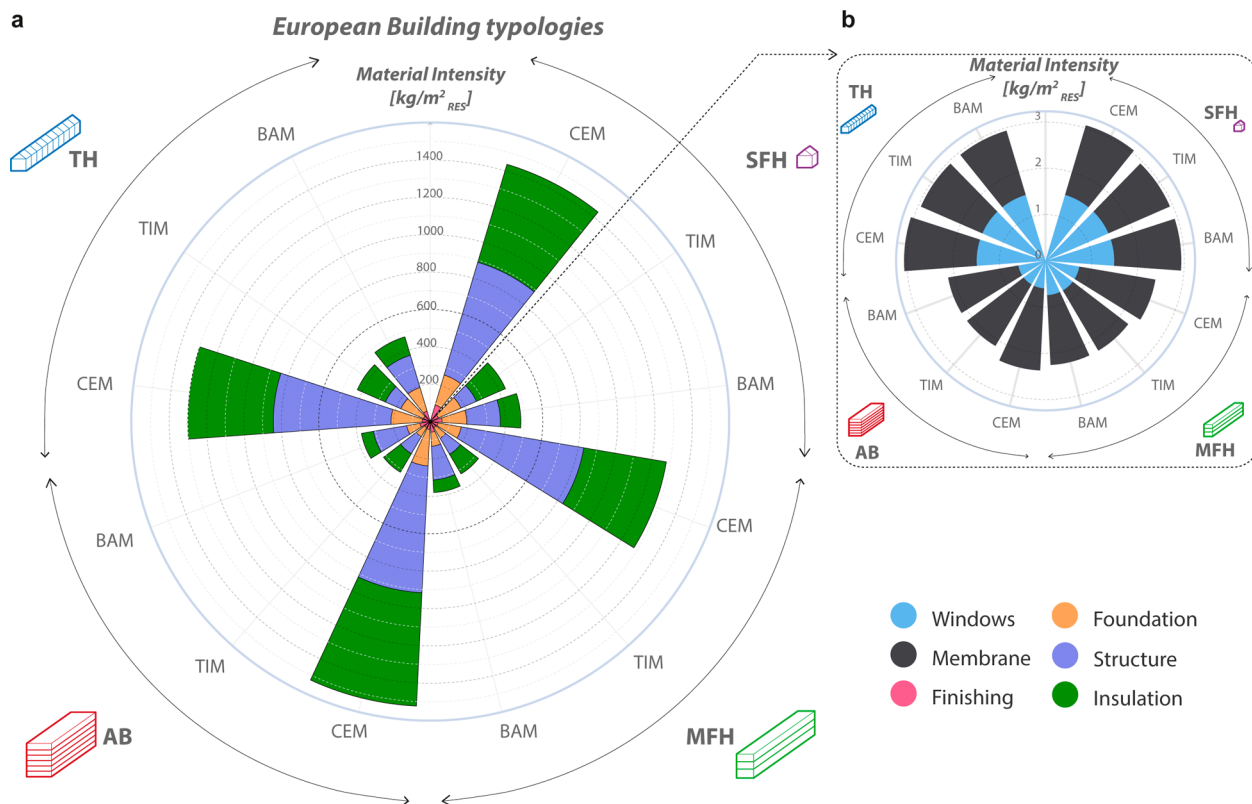 a
European Building typologies
Material Intensity
[kg/m² RES]
1400
1200
1000
800
600
400
200
CEM
TIM
BAM
CEM
TIM
BAM
CEM
TIM
BAM
CEM
TIM
BAM
TH
SFH
AB
MFH
b
Material Intensity
[kg/m² RES]
3
2
1
0
CEM
TIM
BAM
CEM
TIM
BAM
CEM
TIM
BAM
CEM
TIM
BAM
TH
SFH
AB
MFH
Windows
Membrane
Finishing
Foundation
Structure
Insulation